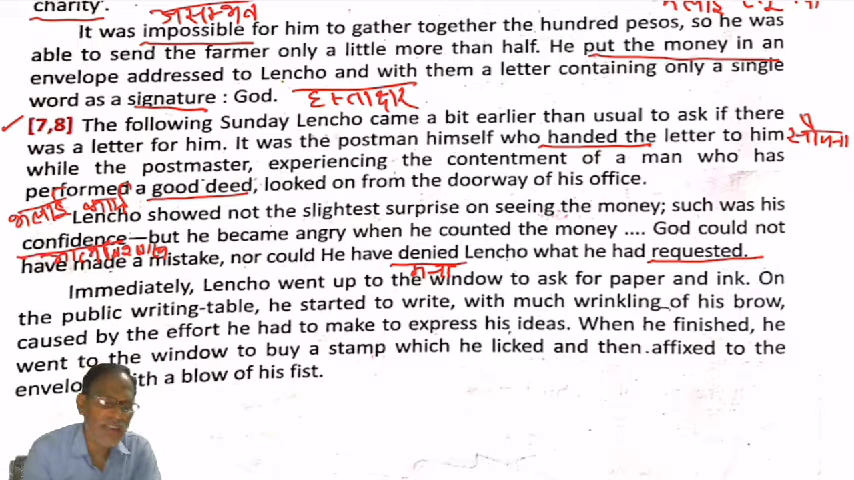 charity'.
असम्भव
It was impossible for him to gather together the hundred pesos, so he was
able to send the farmer only a little more than half. He put the money in an
envelope addressed to Lencho and with them a letter containing only a single
word as a signature : God.
हस्ताक्षर
[7,8] The following Sunday Lencho came a bit earlier than usual to ask if there
was a letter for him. It was the postman himself who handed the letter to him
while the postmaster, experiencing the contentment of a man who has
performed a good deed, looked on from the doorway of his office.
Lencho showed not the slightest surprise on seeing the money; such was his
confidence—but he became angry when he counted the money .... God could not
have made a mistake, nor could He have denied Lencho what he had requested.
Immediately, Lencho went up to the window to ask for paper and ink. On
the public writing-table, he started to write, with much wrinkling of his brow,
caused by the effort he had to make to express his ideas. When he finished, he
went to the window to buy a stamp which he licked and then affixed to the
with a blow of his fist.